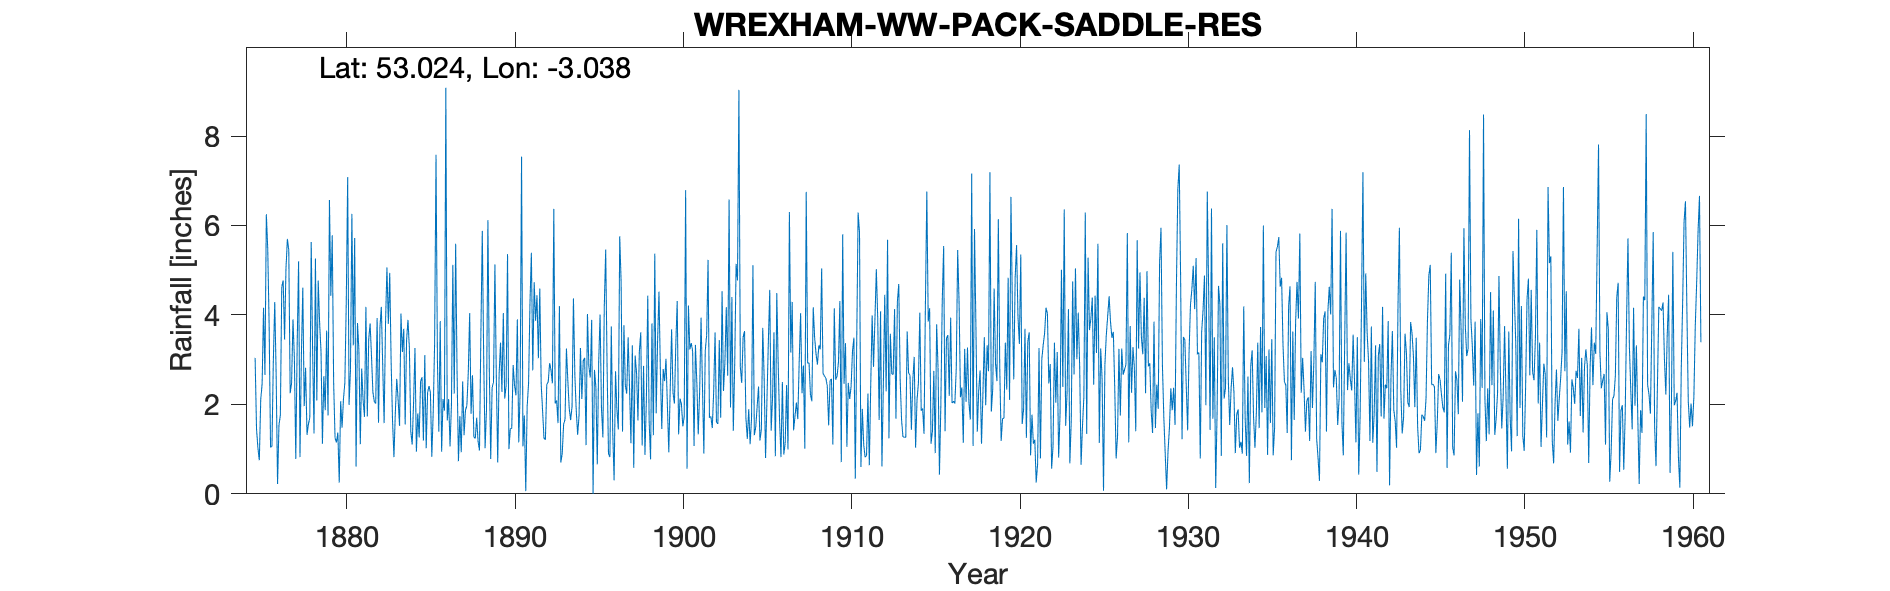 WREXHAM-WW-PACK-SADDLE-RES
Lat: 53.024, Lon: -3.038
Rainfall [inches]
8
6
4
2
0
1880 1890 1900 1910 1920 1930 1940 1950 1960
Year